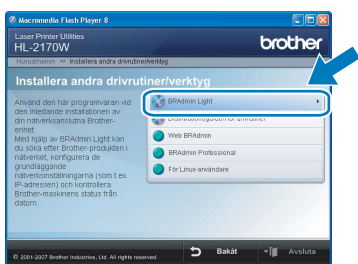 Macromedia Flash Player 8
Laser Printer Utilities
HL-2170W
brother
Huvudmenyn >> Installera andra drivrutiner/verktyg
Installera andra drivrutiner/verktyg
Använd den här programvaran vid
den inledande installationen av
den nätverksanslutna Brother-
enhet.
Med hjälp av BRAdmin Light kan
du söka efter Brother-produkten i
nätverket, konfigurera de
grundläggande
nätverksinställningarna (som t.ex.
IP-adressen) och kontrollera
Brother-maskinens status från
datorn.
BRAdmin Light
Web BRAdmin
BRAdmin Professional
För Linux-användare
© 2001-2007 Brother Industries, Ltd. All rights reserved.
Bakåt
Avsluta